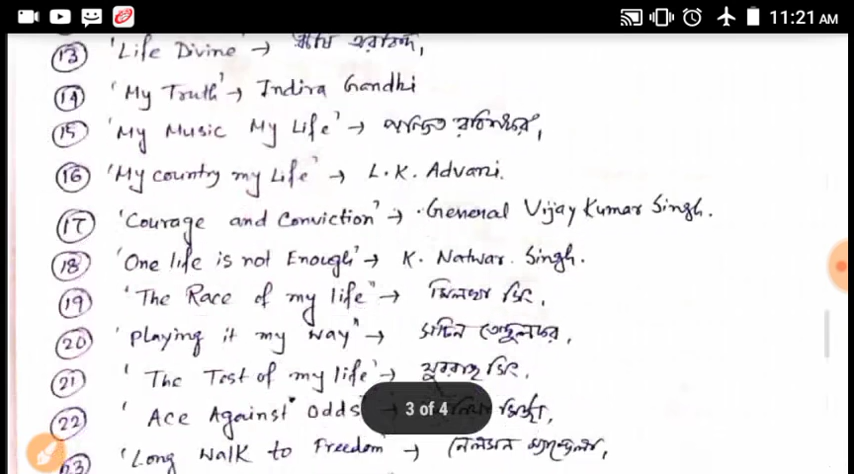 11:21 AM
13 'Life Divine' → ঋষি অরবিন্দ,
14 'My Truth' → Indira Gandhi
15 'My Music My Life' → পন্ডিত রবিশঙ্কর,
16 'My country my Life' → L.K. Advani.
17 'Courage and Conviction' → General Vijay Kumar Singh.
18 'One life is not Enough' → K. Natwar. Singh.
19 'The Race of my life" → মিলখা সিং,
20 'Playing it my way" → সচিন তেন্ডুলকর,
21 'The Test of my life' → যুবরাজ সিং,
22 'Ace Against Odds' → মির্জা,
3 of 4
23 'Long Walk to Freedom' → নেলসন ম্যান্ডেলা,